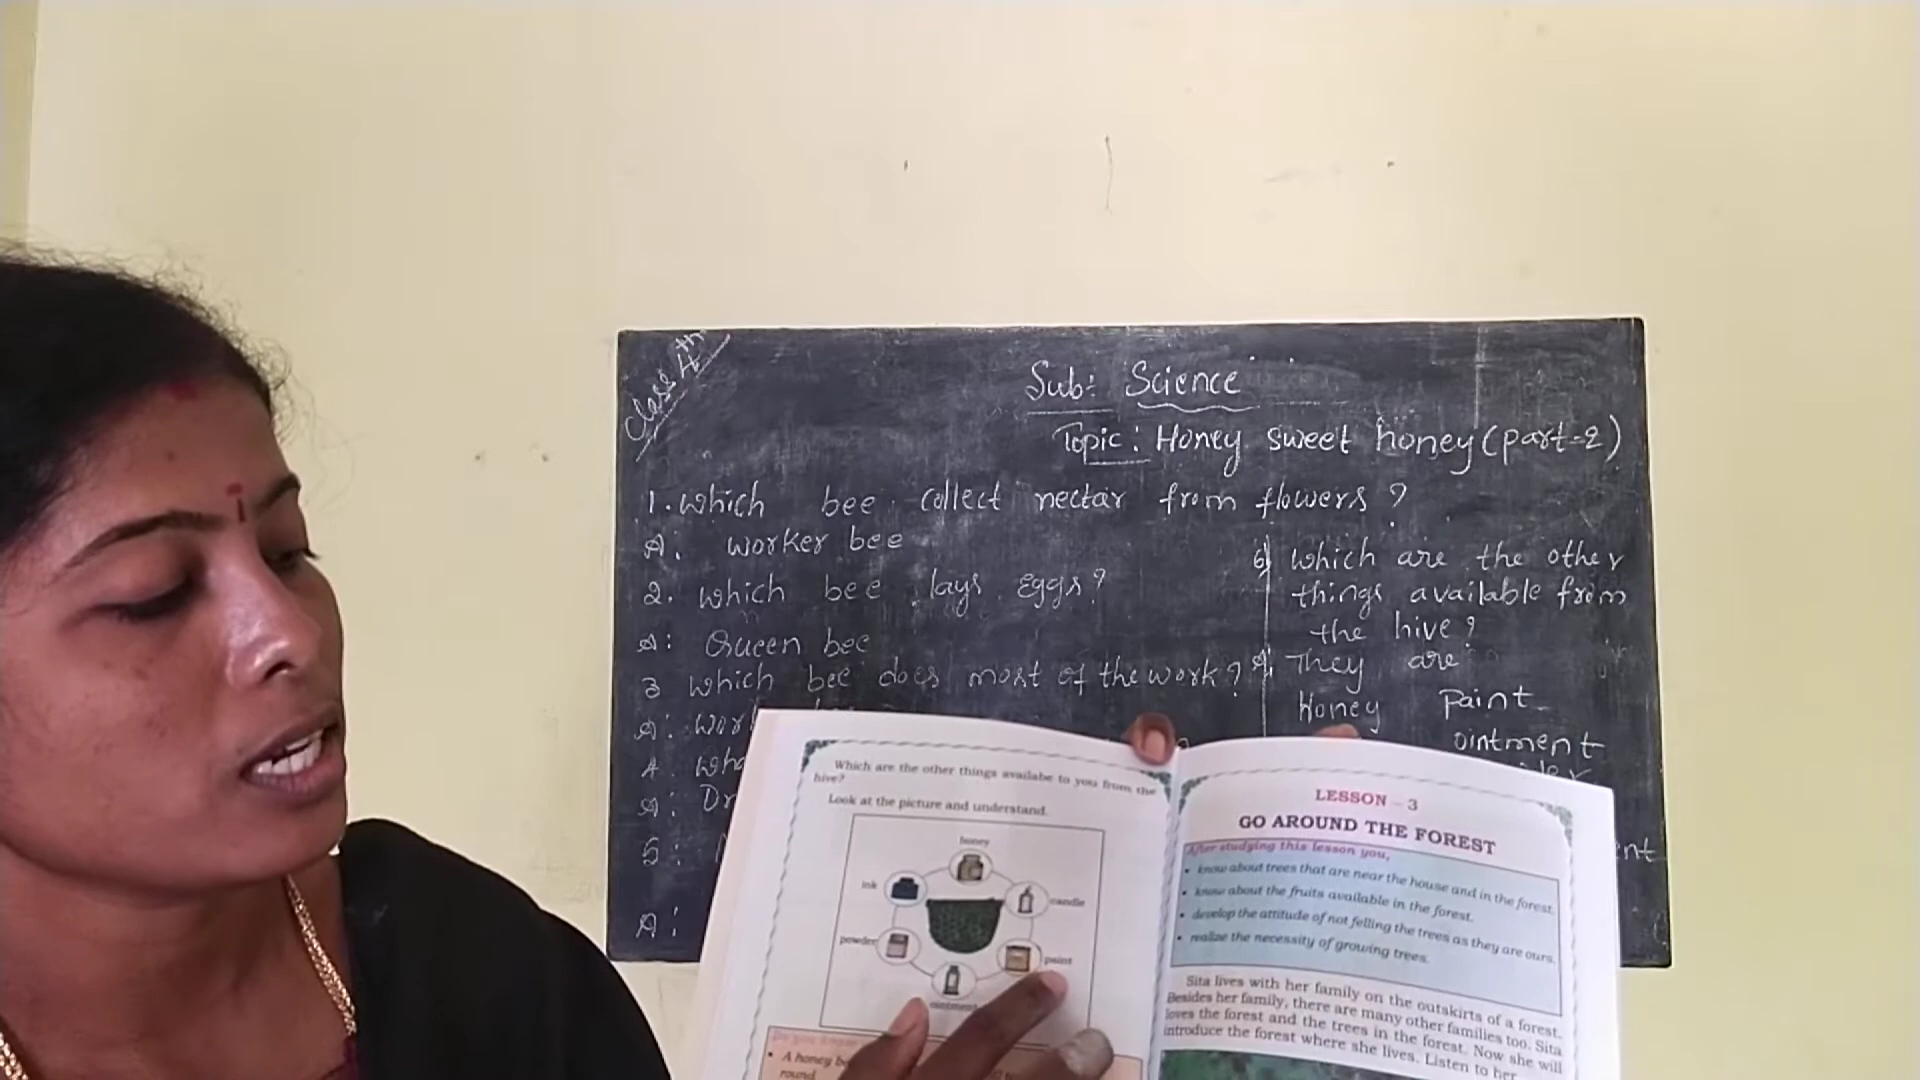 Class 4th
Sub: Science
Topic: Honey sweet honey (part-2)
1. which bee collect nectar from flowers?
A: worker bee
2. which bee lays eggs?
A: Queen bee
3 which bee does most of the work?
A:
4.
A: Dr
5:
A:
6) which are the other
things available from
the hive?
A, They are
Honey paint
ointment
Which are the other things availabe to you from the
hive?
Look at the picture and understand.
honey
ink
candle
powder
paint
ointment
Do you know
• A honey
round
LESSON - 3
GO AROUND THE FOREST
After studying this lesson you,
• know about trees that are near the house and in the forest.
• know about the fruits available in the forest.
• develop the attitude of not felling the trees as they are ours.
• realize the necessity of growing trees.
Sita lives with her family on the outskirts of a forest.
Besides her family, there are many other families too. Sita
loves the forest and the trees in the forest. Now she will
introduce the forest where she lives. Listen to her